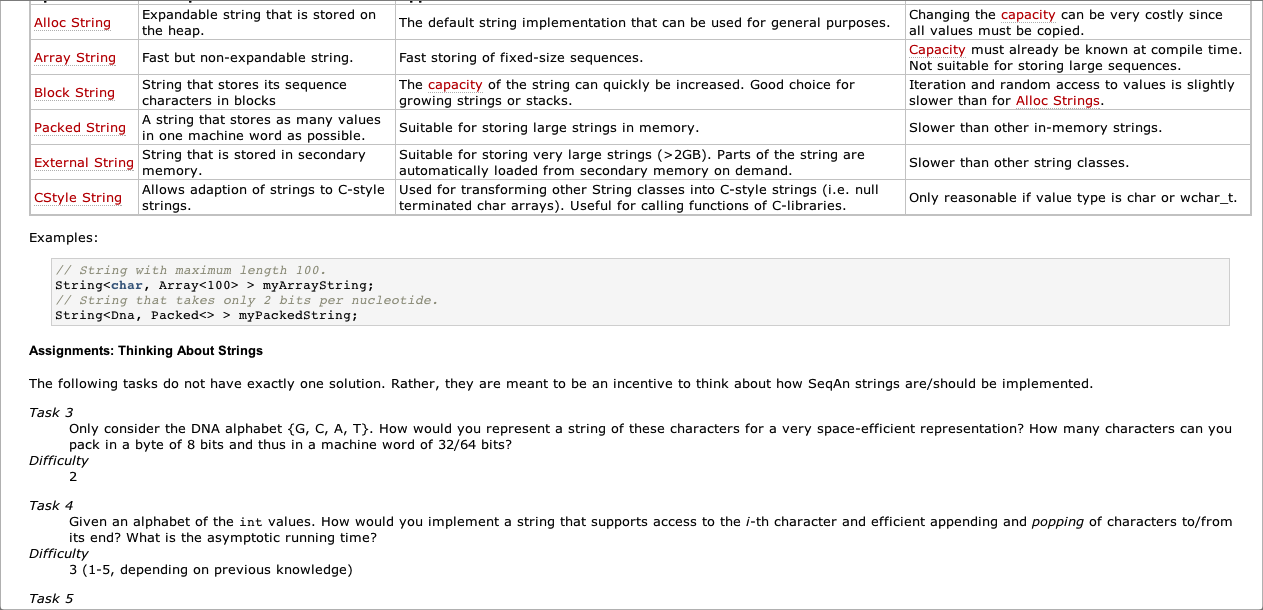 Alloc String
Expandable string that is stored on
the heap.
The default string implementation that can be used for general purposes.
Changing the capacity can be very costly since
all values must be copied.
Array String
Fast but non-expandable string.
Fast storing of fixed-size sequences.
Capacity must already be known at compile time.
Not suitable for storing large sequences.
Block String
String that stores its sequence
characters in blocks
The capacity of the string can quickly be increased. Good choice for
growing strings or stacks.
Iteration and random access to values is slightly
slower than for Alloc Strings.
Packed String
A string that stores as many values
in one machine word as possible.
Suitable for storing large strings in memory.
Slower than other in-memory strings.
External String
String that is stored in secondary
memory.
Suitable for storing very large strings (>2GB). Parts of the string are
automatically loaded from secondary memory on demand.
Slower than other string classes.
CStyle String
Allows adaption of strings to C-style
strings.
Used for transforming other String classes into C-style strings (i.e. null
terminated char arrays). Useful for calling functions of C-libraries.
Only reasonable if value type is char or wchar_t.
Examples:
// String with maximum length 100.
String<char, Array<100> > myArrayString;
// String that takes only 2 bits per nucleotide.
String<Dna, Packed<> > myPackedString;
Assignments: Thinking About Strings
The following tasks do not have exactly one solution. Rather, they are meant to be an incentive to think about how SeqAn strings are/should be implemented.
Task 3
Only consider the DNA alphabet {G, C, A, T}. How would you represent a string of these characters for a very space-efficient representation? How many characters can you
pack in a byte of 8 bits and thus in a machine word of 32/64 bits?
Difficulty
2
Task 4
Given an alphabet of the int values. How would you implement a string that supports access to the i-th character and efficient appending and popping of characters to/from
its end? What is the asymptotic running time?
Difficulty
3 (1-5, depending on previous knowledge)
Task 5